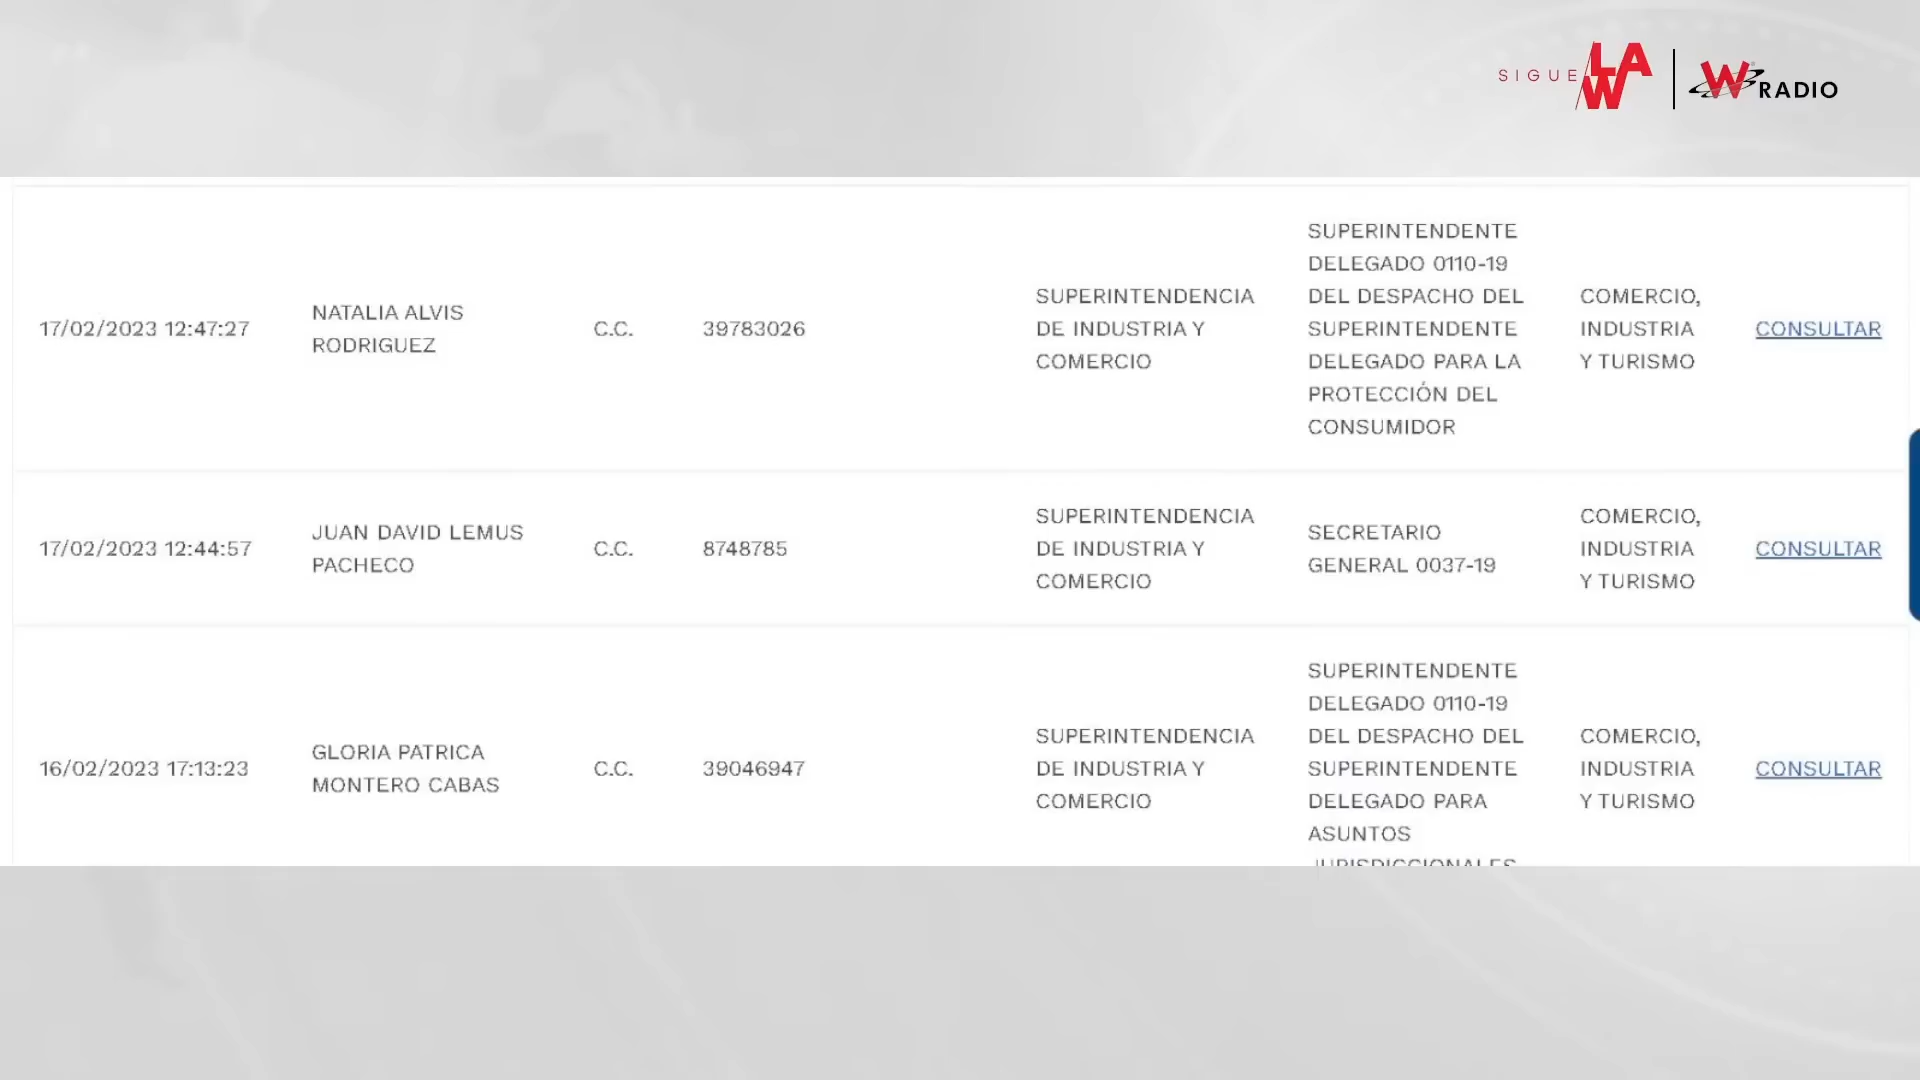 SIGUE LA W
W RADIO
SUPERINTENDENTE
DELEGADO 0110-19
DEL DESPACHO DEL
SUPERINTENDENTE
DELEGADO PARA LA
PROTECCIÓN DEL
CONSUMIDOR
17/02/2023 12:47:27
NATALIA ALVIS
RODRIGUEZ
C.C.
39783026
SUPERINTENDENCIA
DE INDUSTRIA Y
COMERCIO
COMERCIO,
INDUSTRIA
Y TURISMO
CONSULTAR
17/02/2023 12:44:57
JUAN DAVID LEMUS
PACHECO
C.C.
8748785
SUPERINTENDENCIA
DE INDUSTRIA Y
COMERCIO
SECRETARIO
GENERAL 0037-19
COMERCIO,
INDUSTRIA
Y TURISMO
CONSULTAR
16/02/2023 17:13:23
GLORIA PATRICA
MONTERO CABAS
C.C.
39046947
SUPERINTENDENCIA
DE INDUSTRIA Y
COMERCIO
SUPERINTENDENTE
DELEGADO 0110-19
DEL DESPACHO DEL
SUPERINTENDENTE
DELEGADO PARA
ASUNTOS
JURISDICCIONALES
COMERCIO,
INDUSTRIA
Y TURISMO
CONSULTAR